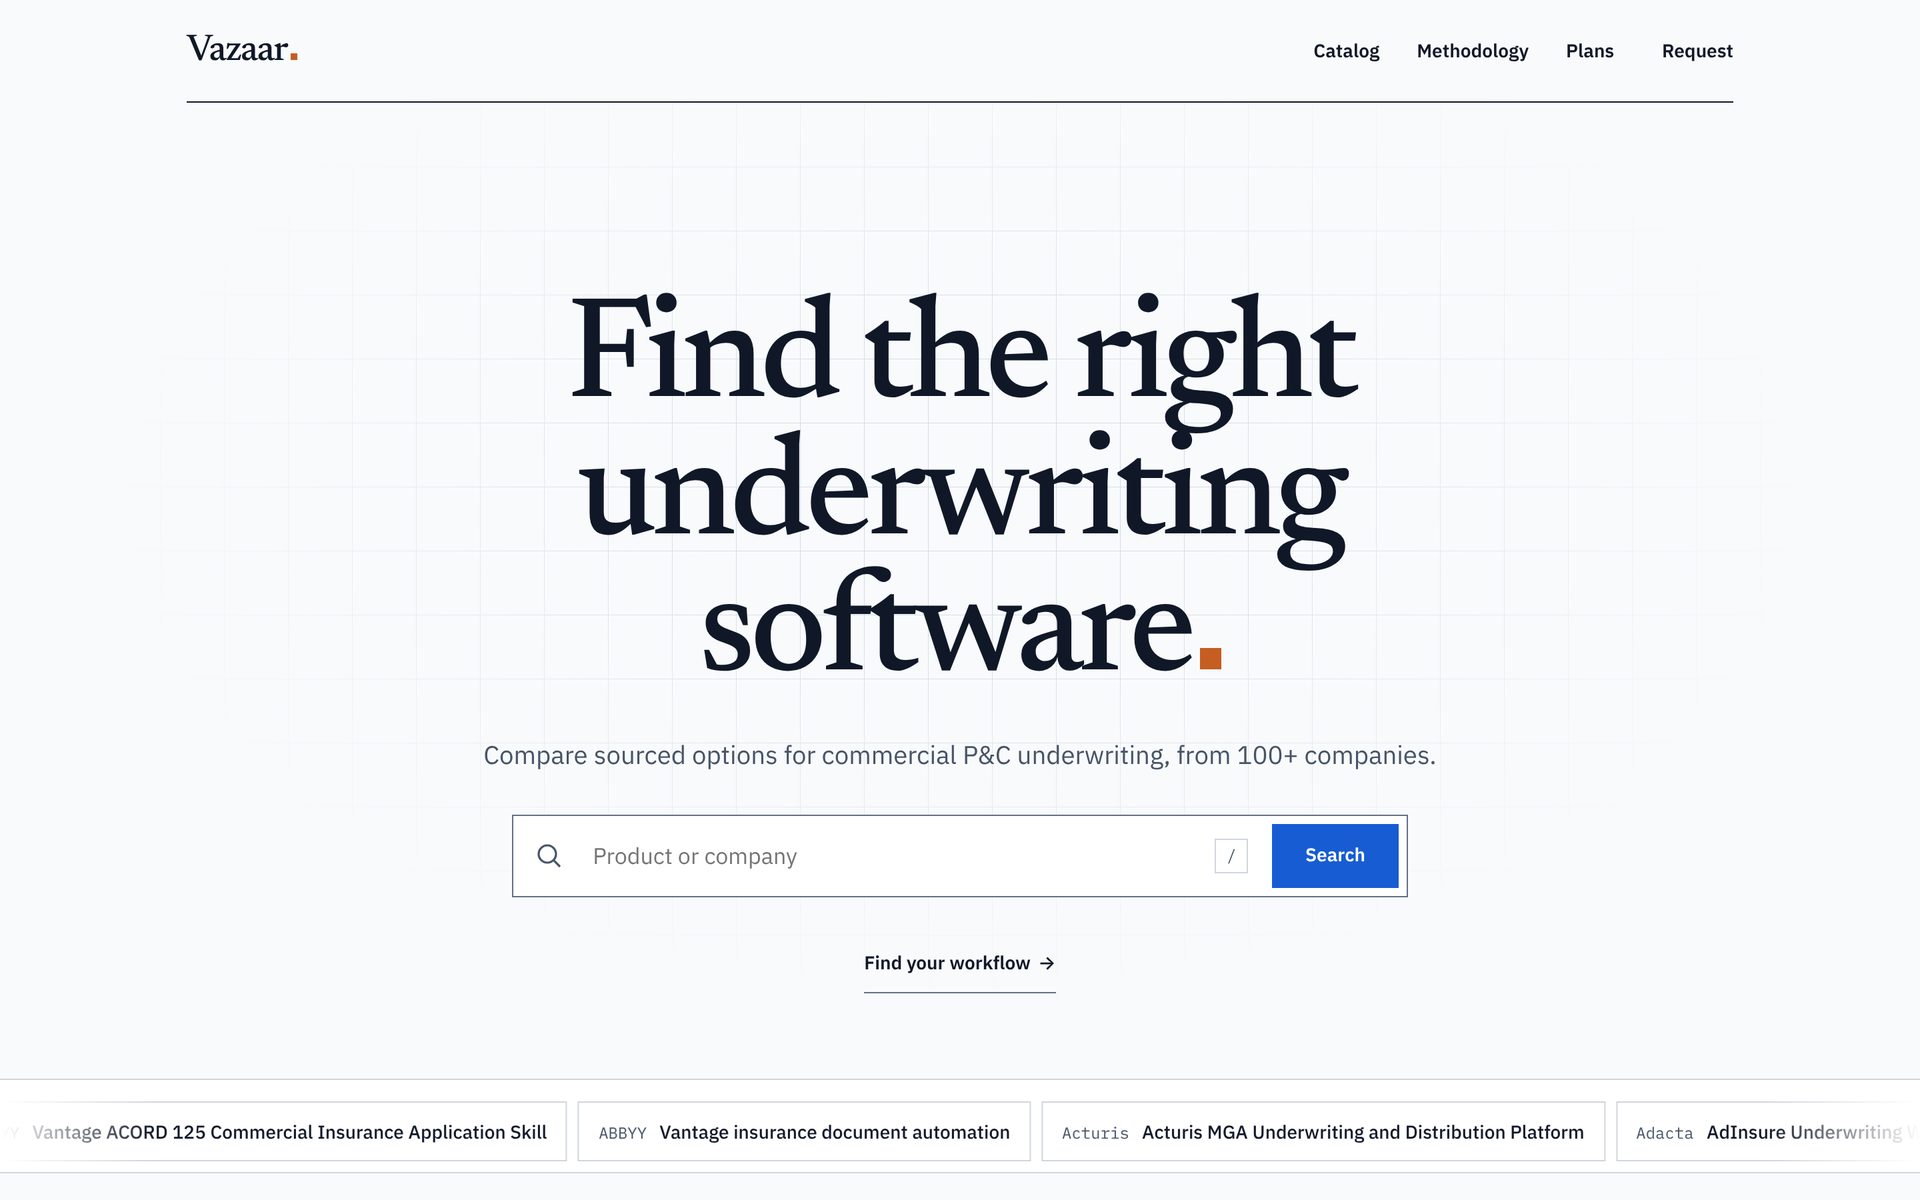 Vazaar.
Catalog Methodology Plans Request
Find the right
underwriting
software.
Compare sourced options for commercial P&C underwriting, from 100+ companies.
Product or company / Search
Find your workflow →
Vantage ACORD 125 Commercial Insurance Application Skill ABBYY Vantage insurance document automation Acturis Acturis MGA Underwriting and Distribution Platform Adacta AdInsure Underwriting